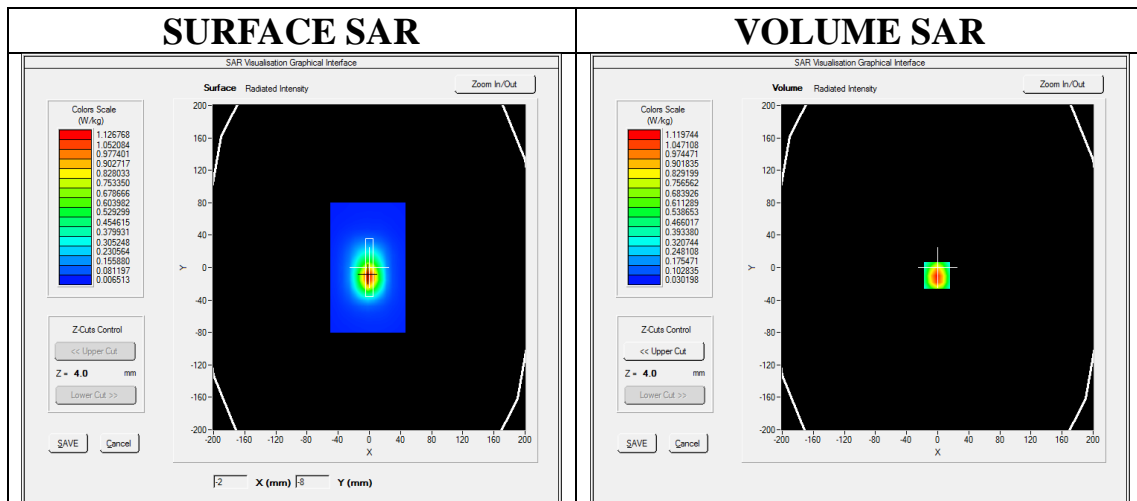 SURFACE SAR
SAR Visualisation Graphical Interface
Surface Radiated Intensity
Zoom In/Out
Colors Scale
(W/kg)
1.126768
1.052084
0.977401
0.902717
0.828033
0.753350
0.678666
0.603982
0.529299
0.454615
0.379931
0.305248
0.230564
0.155880
0.081197
0.006513
Z-Cuts Control
<< Upper Cut
Z = 4.0 mm
Lower Cut >>
SAVE Cancel
200-
160-
120-
80-
40-
Y
0-
-40-
-80-
-120-
-160-
-200-
-200 -160 -120 -80 -40 0 40 80 120 160 200
X
-2 X (mm) -8 Y (mm)
VOLUME SAR
SAR Visualisation Graphical Interface
Volume Radiated Intensity
Zoom In/Out
Colors Scale
(W/kg)
1.119744
1.047108
0.974471
0.901835
0.829199
0.756562
0.683926
0.611289
0.538653
0.466017
0.393380
0.320744
0.248108
0.175471
0.102835
0.030198
Z-Cuts Control
<< Upper Cut
Z = 4.0 mm
Lower Cut >>
SAVE Cancel
200-
160-
120-
80-
40-
Y
0-
-40-
-80-
-120-
-160-
-200-
-200 -160 -120 -80 -40 0 40 80 120 160 200
X